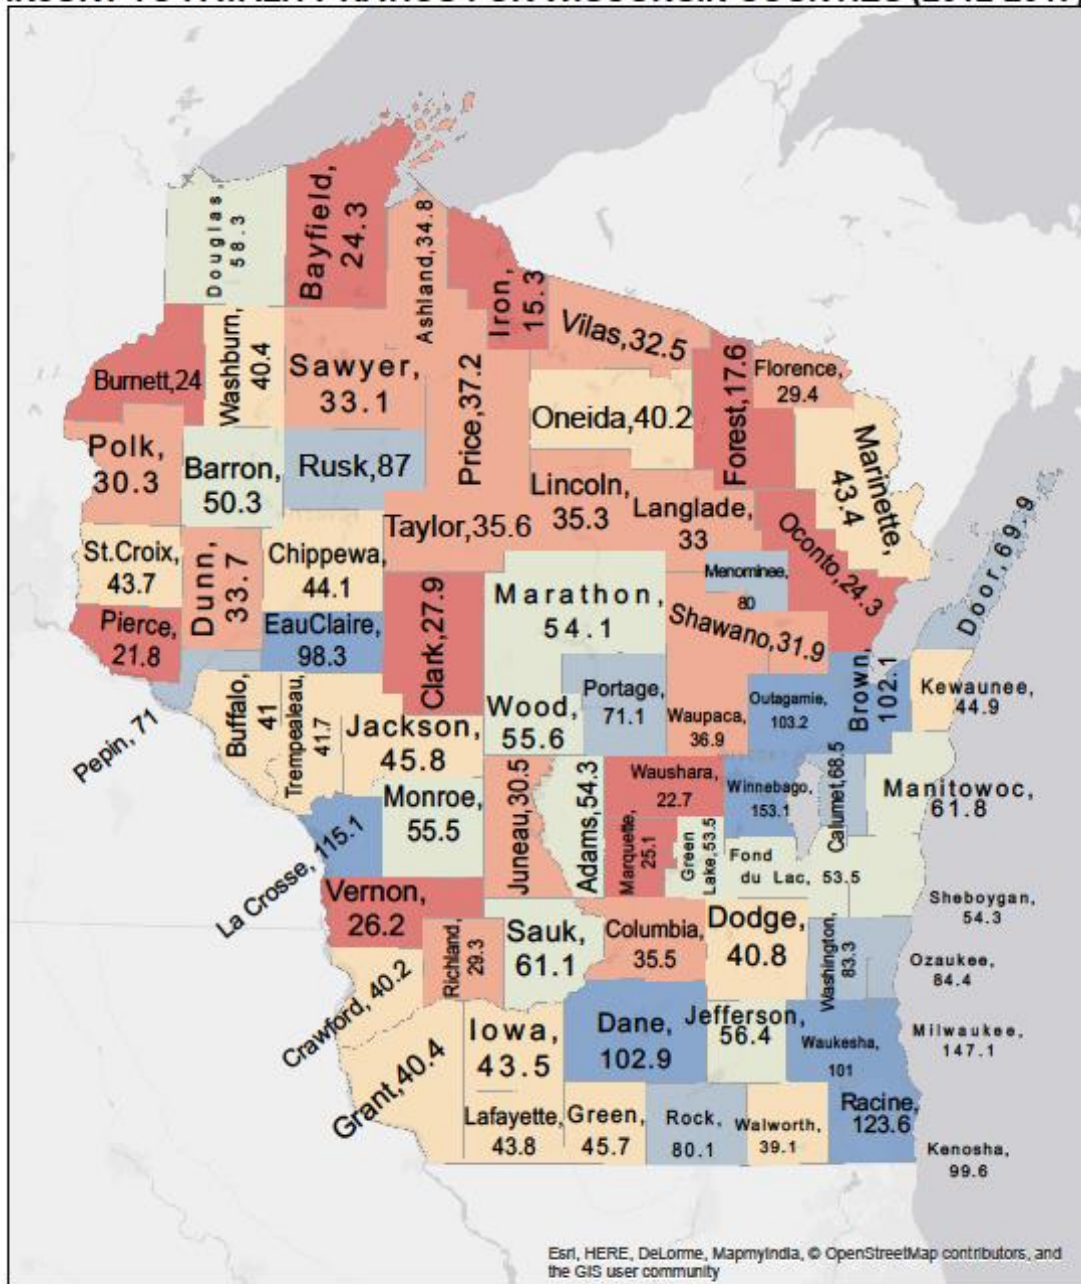 INJURY TO FATALITY RATIOS FOR WISCONSIN COUNTIES (2012-2017)
Douglas,
58.3
Bayfield,
24.3
Ashland,34.8
Iron,
15.3
Vilas,32.5
Burnett,24
Washburn,
40.4
Sawyer,
33.1
Price,37.2
Oneida,40.2
Forest,17.6
Florence,
29.4
Marinette,
43.4
Polk,
30.3
Barron,
50.3
Rusk,87
Taylor,35.6
Lincoln,
35.3
Langlade,
33
Oconto,24.3
Door,69.9
St.Croix,
43.7
Dunn,
33.7
Chippewa,
44.1
Clark,27.9
Marathon,
54.1
Menominee,
80
Shawano,31.9
Pierce,
21.8
EauClaire,
98.3
Pepin, 71
Buffalo,
41
Trempealeau,
41.7
Jackson,
45.8
Wood,
55.6
Portage,
71.1
Waupaca,
36.9
Outagamie,
103.2
Brown,
102.1
Kewaunee,
44.9
La Crosse, 115.1
Monroe,
55.5
Juneau,30.5
Adams,54.3
Waushara,
22.7
Winnebago,
153.1
Calumet,68.5
Manitowoc,
61.8
Marquette,
25.1
Green
Lake,53.5
Fond
du Lac, 53.5
Sheboygan,
54.3
Vernon,
26.2
Richland,
29.3
Sauk,
61.1
Columbia,
35.5
Dodge,
40.8
Washington,
83.3
Ozaukee,
84.4
Crawford, 40.2
Grant,40.4
Iowa,
43.5
Dane,
102.9
Jefferson,
56.4
Waukesha,
101
Milwaukee,
147.1
Lafayette,
43.8
Green,
45.7
Rock,
80.1
Walworth,
39.1
Racine,
123.6
Kenosha,
99.6
Esri, HERE, DeLorme, MapmyIndia, © OpenStreetMap contributors, and
the GIS user community